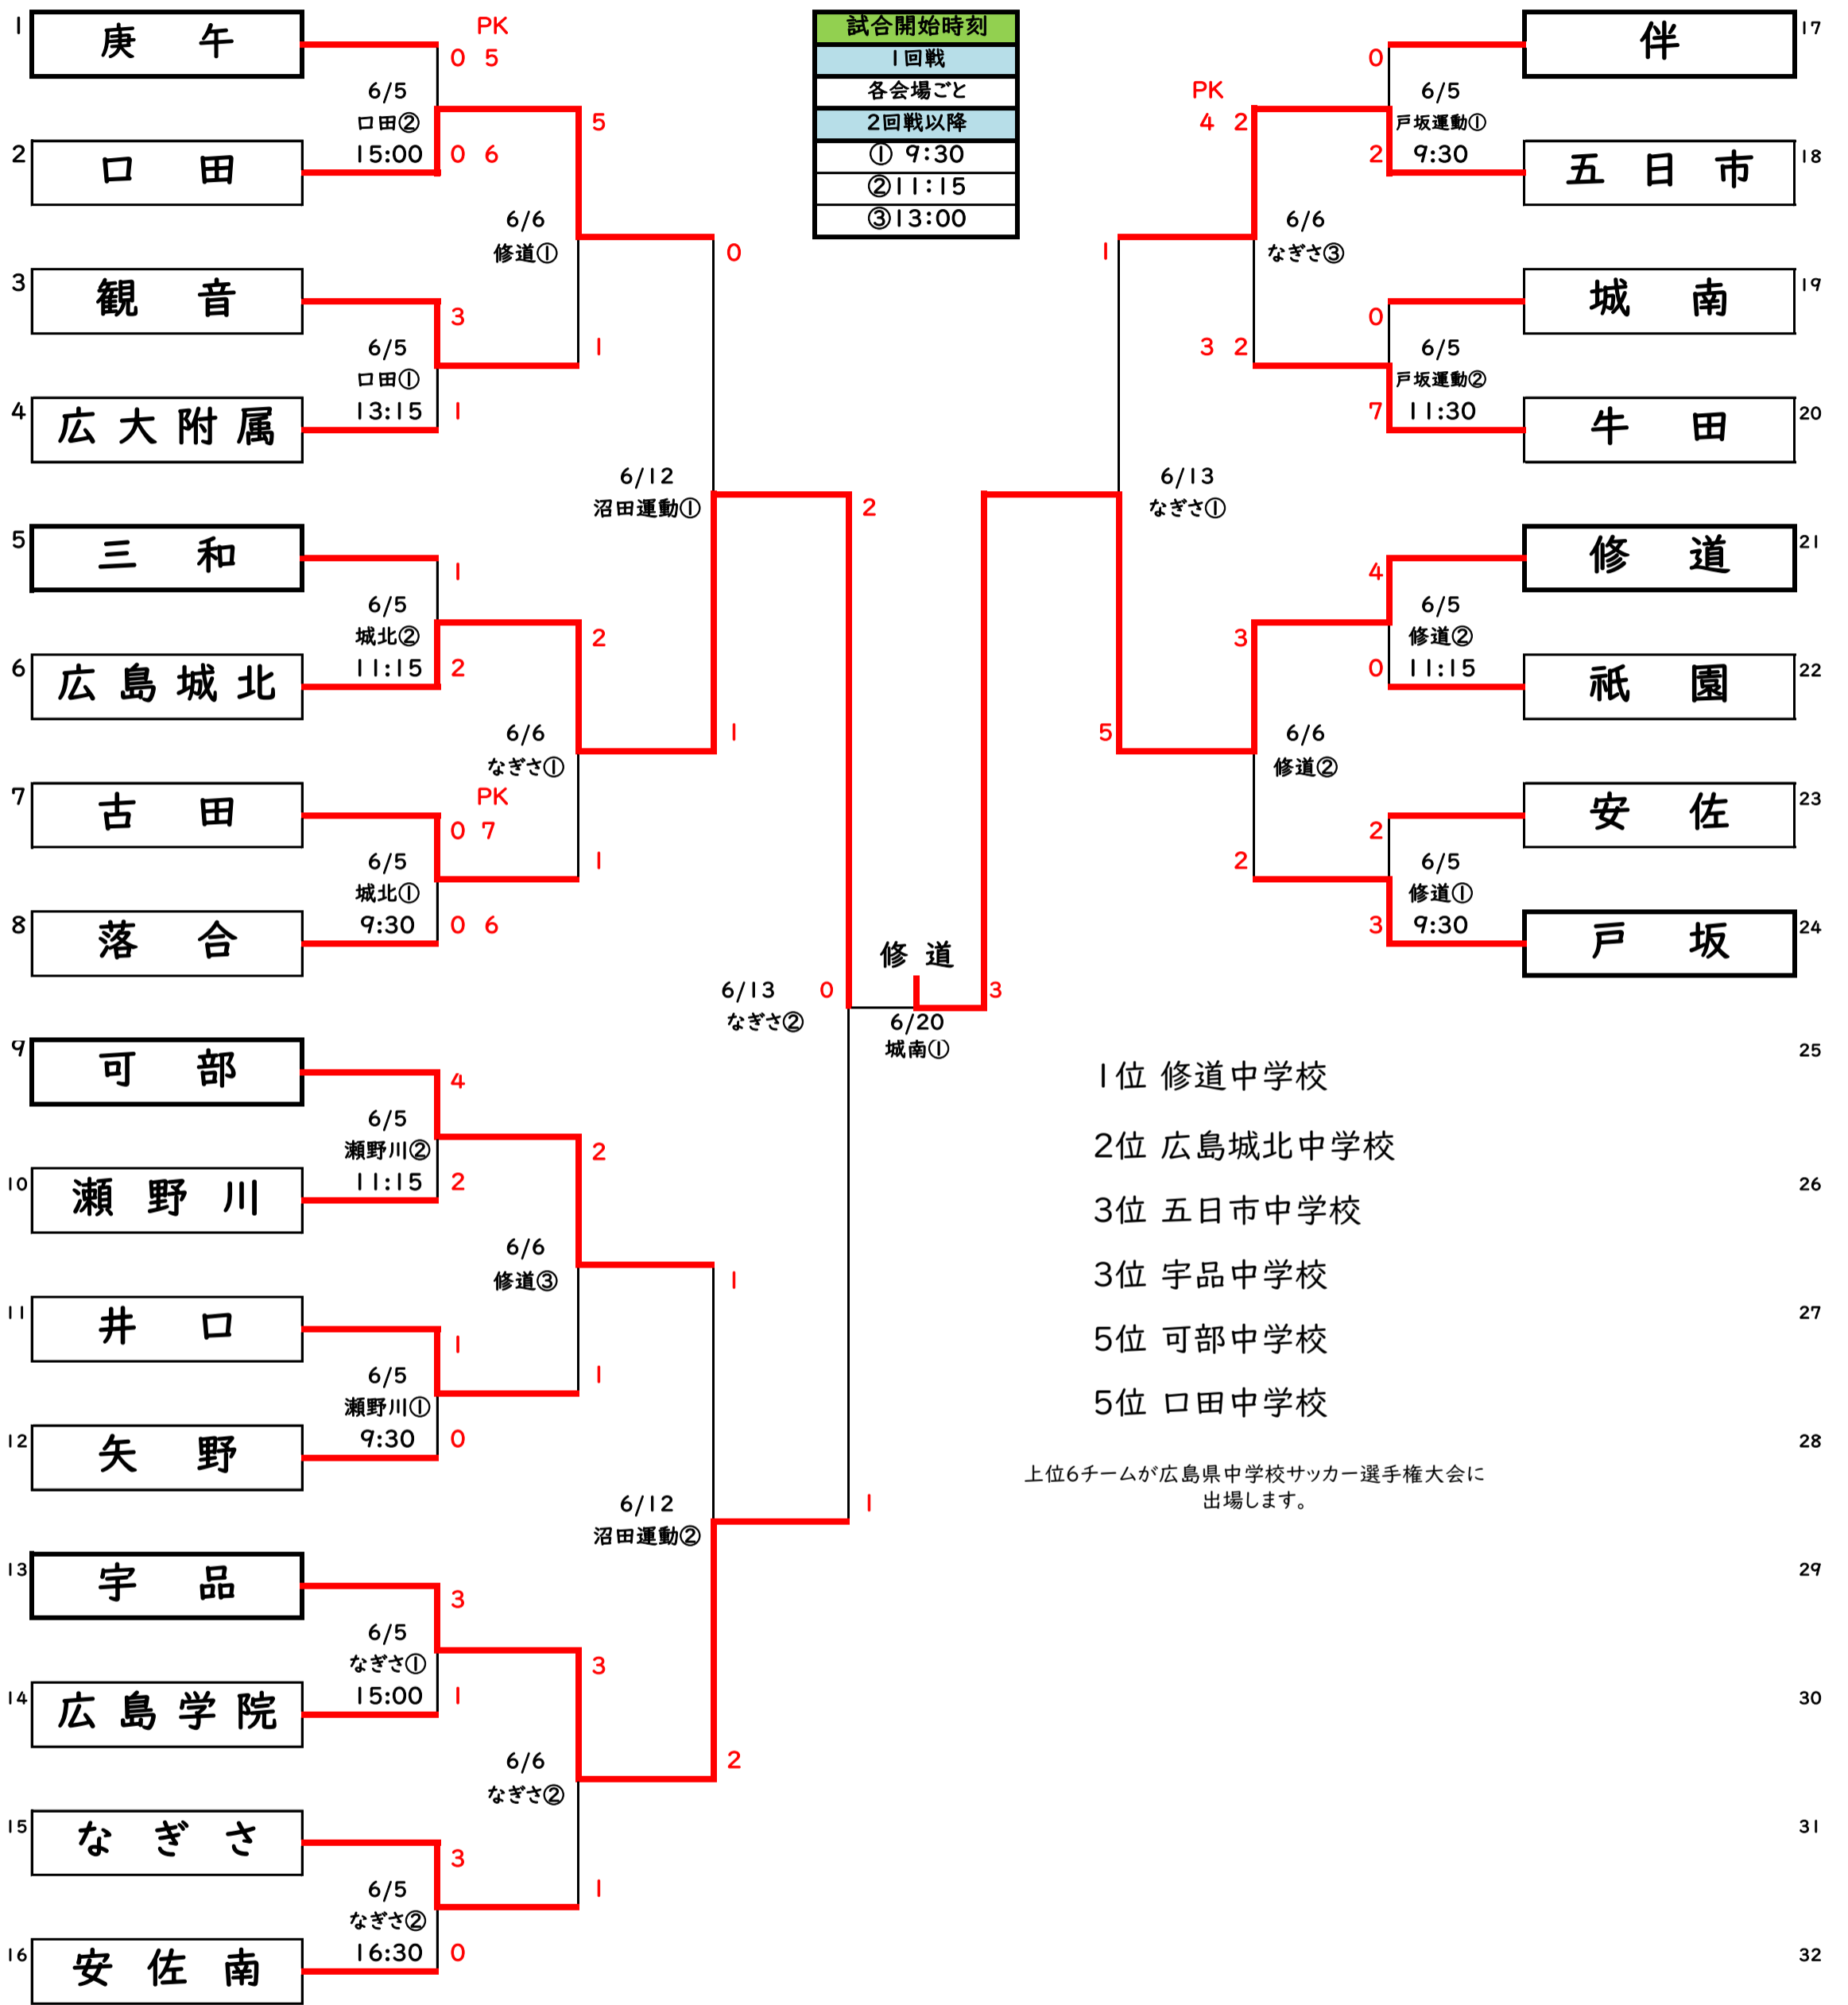 1 庚午
PK
0 5
6/5
口田②
15:00
2 口田
0 6
5
6/6
修道①
0
3 観音
3
6/5
口田①
13:15
1
4 広大附属
1
6/12
沼田運動①
2
5 三和
1
6/5
城北②
11:15
2
6 広島城北
2
6/6
なぎさ①
1
7 古田
PK
0 7
6/5
城北①
9:30
1
8 落合
0 6
6/13
なぎさ②
0
9 可部
4
6/5
瀬野川②
11:15
2
10 瀬野川
2
6/6
修道③
1
11 井口
1
6/5
瀬野川①
9:30
1
12 矢野
0
6/12
沼田運動②
1
13 宇品
3
6/5
なぎさ①
15:00
3
14 広島学院
1
6/6
なぎさ②
2
15 なぎさ
3
6/5
なぎさ②
16:30
1
16 安佐南
0
試合開始時刻
1回戦
各会場ごと
2回戦以降
① 9:30
②11:15
③13:00
修道
3
6/20
城南①
伴 17
0
6/5
戸坂運動①
9:30
PK
4 2
2
五日市 18
1
6/6
なぎさ③
城南 19
0
6/5
戸坂運動②
11:30
3 2
7
牛田 20
6/13
なぎさ①
修道 21
4
6/5
修道②
11:15
3
0
祇園 22
5
6/6
修道②
安佐 23
2
6/5
修道①
9:30
2
3
戸坂 24
25
26
27
28
29
30
31
32
1位 修道中学校
2位 広島城北中学校
3位 五日市中学校
3位 宇品中学校
5位 可部中学校
5位 口田中学校
上位6チームが広島県中学校サッカー選手権大会に
出場します。